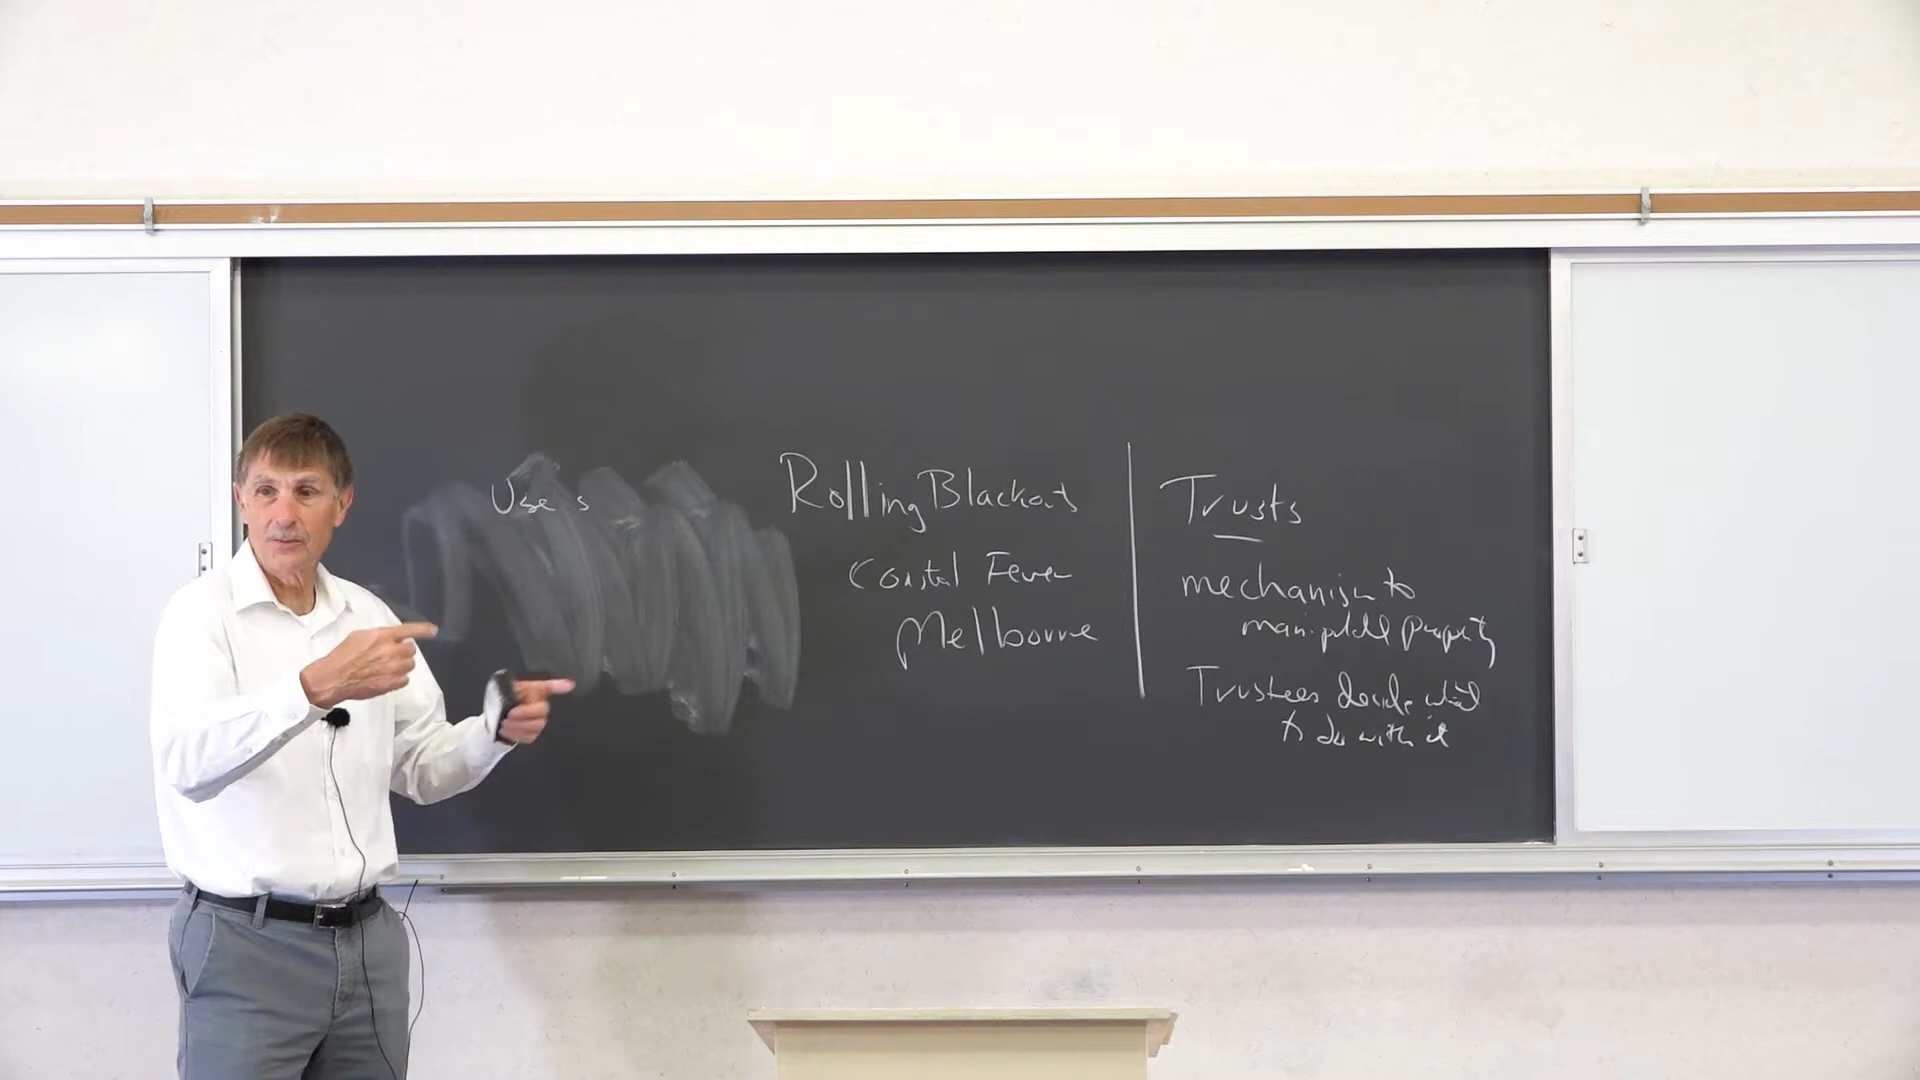 Uses
Rolling Blackouts
Coastal Fever
Melbourne
Trusts
mechanism to
manipulate property
Trustees decide what
to do with it